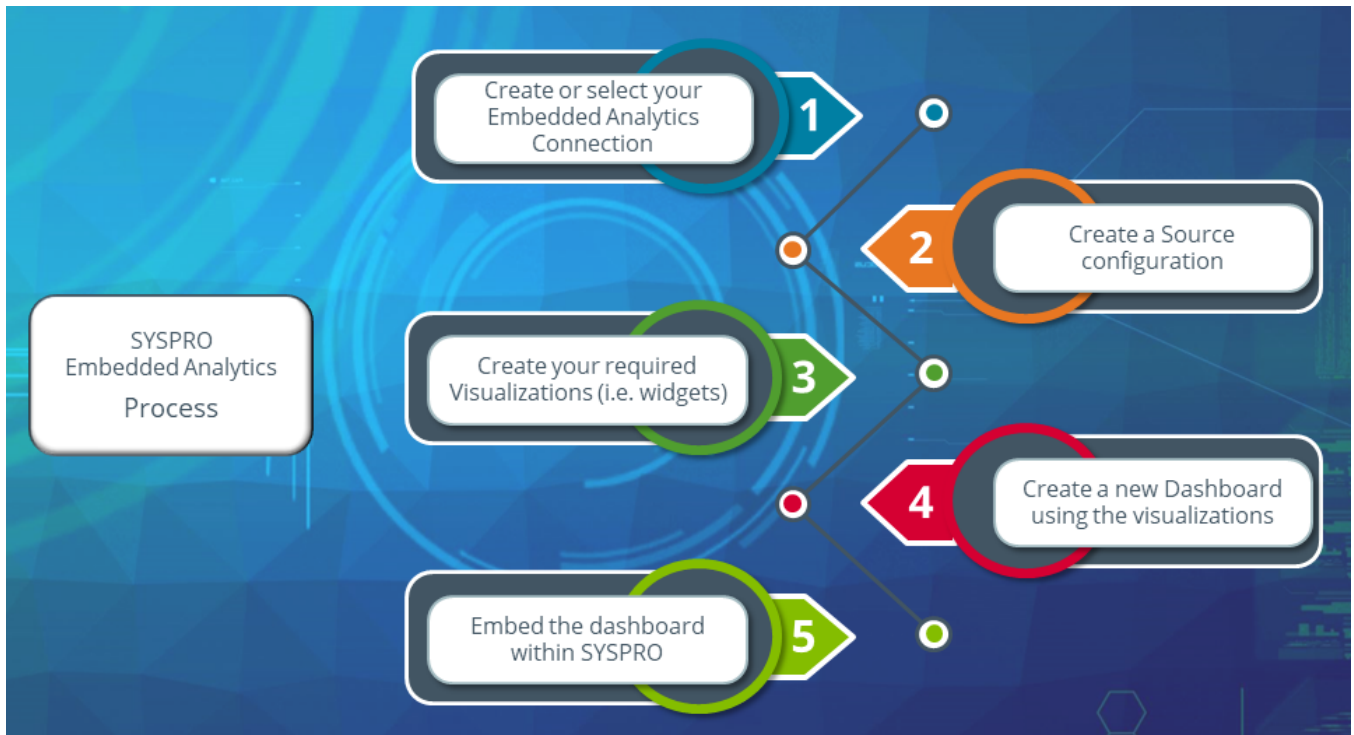 SYSPRO
Embedded Analytics
Process
Create or select your
Embedded Analytics
Connection
1
2
Create a Source
configuration
Create your required
Visualizations (i.e. widgets)
3
4
Create a new Dashboard
using the visualizations
Embed the dashboard
within SYSPRO
5